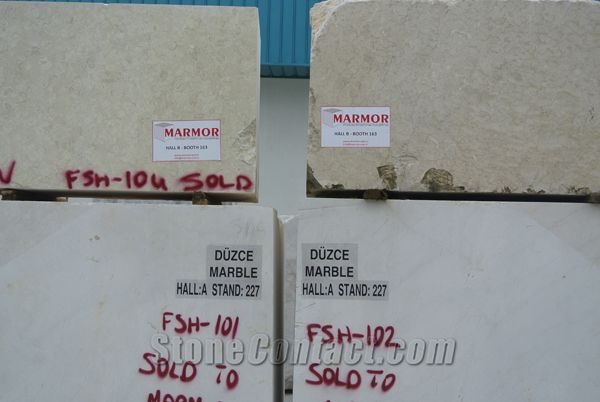 MARMOR
HALL B - BOOTH 163
MARMOR
HALL B - BOOTH 163
FSH-104 SOLD
DÜZCE
MARBLE
HALL:A STAND: 227
DÜZCE
MARBLE
HALL:A STAND: 227
FSH-101
SOLD TO
FSH-102
SOLD TO
StoneContact.com